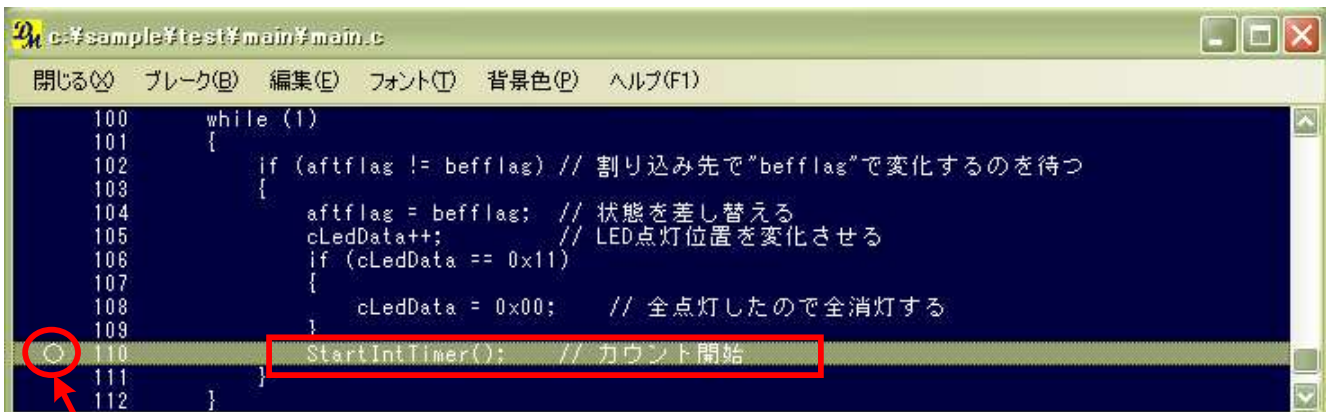 c:¥sample¥test¥main¥main.c
閉じる(X) ブレーク(B) 編集(E) フォント(T) 背景色(P) ヘルプ(F1)
100 while (1)
101 {
102 if (aftflag != befflag) // 割り込み先で"befflag"で変化するのを待つ
103 {
104 aftflag = befflag; // 状態を差し替える
105 cLedData++; // LED点灯位置を変化させる
106 if (cLedData == 0x11)
107 {
108 cLedData = 0x00; // 全点灯したので全消灯する
109 }
110 StartIntTimer(); // カウント開始
111 }
112 }